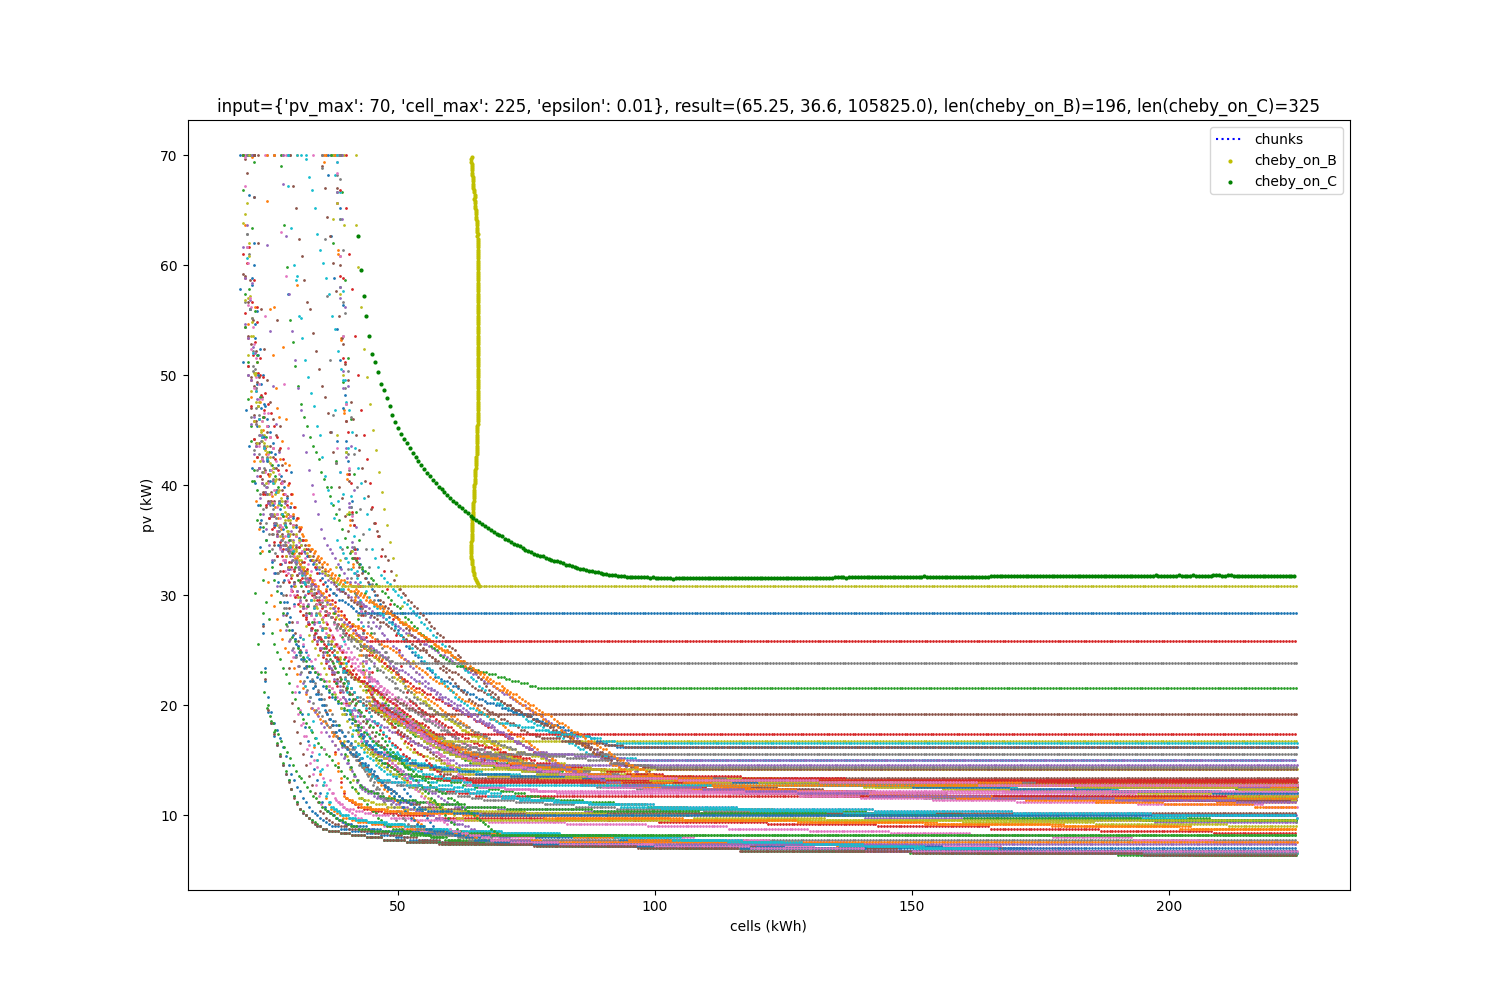 input={'pv_max': 70, 'cell_max': 225, 'epsilon': 0.01}, result=(65.25, 36.6, 105825.0), len(cheby_on_B)=196, len(cheby_on_C)=325
chunks
cheby_on_B
cheby_on_C
70
60
50
40
30
20
10
pv (kW)
50
100
150
200
cells (kWh)